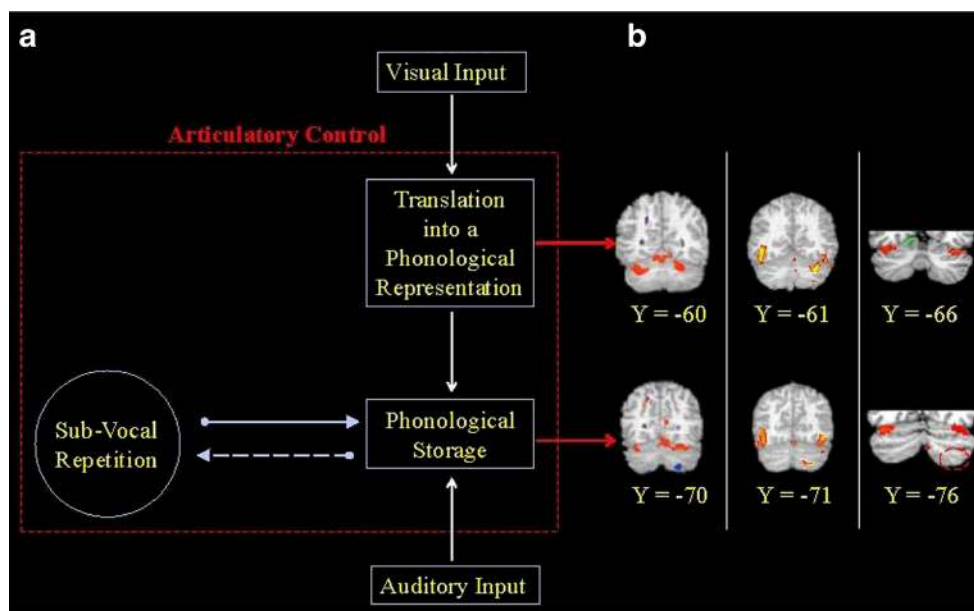 a
b
Visual Input
Articulatory Control
Translation
into a
Phonological
Representation
Y = -60
Y = -61
Y = -66
Sub-Vocal
Repetition
Phonological
Storage
Y = -70
Y = -71
Y = -76
Auditory Input